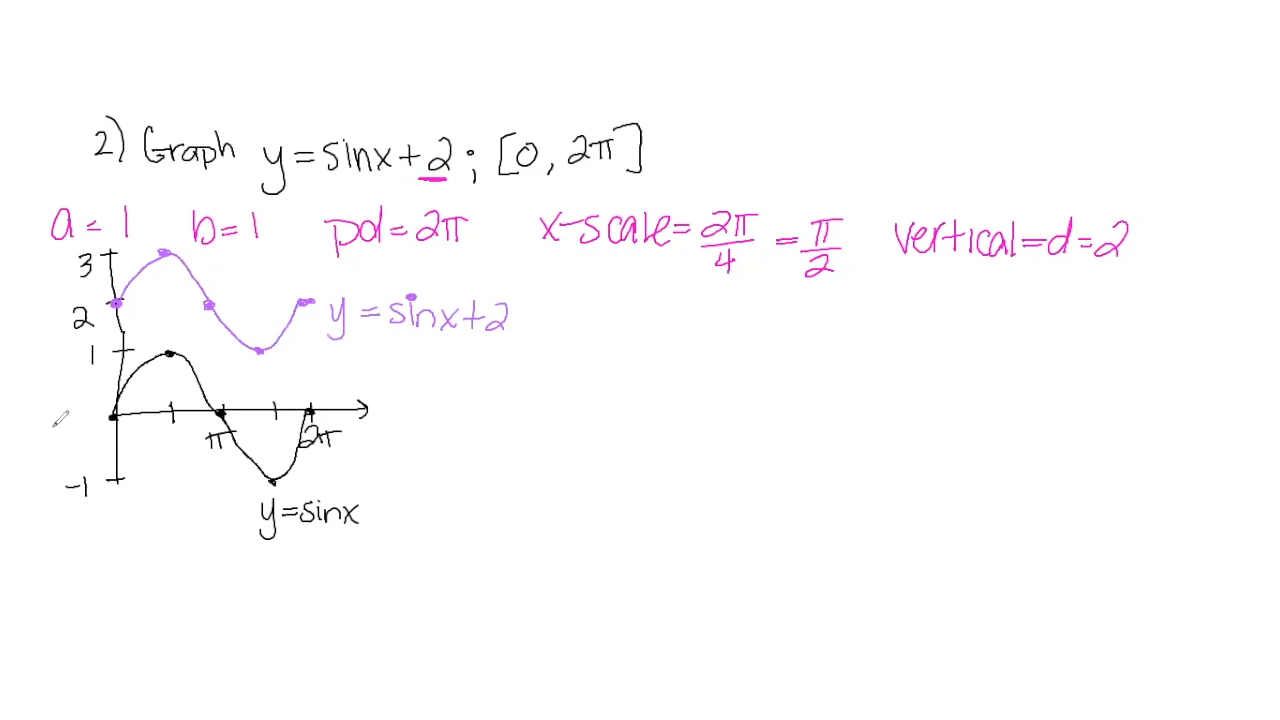 2) Graph y = sinx + 2 ; [0, 2π]
a = 1 b = 1 pd = 2π x-scale = 2π/4 = π/2 vertical = d = 2
3
2 y = sinx + 2
1
π 2π
-1
y = sinx